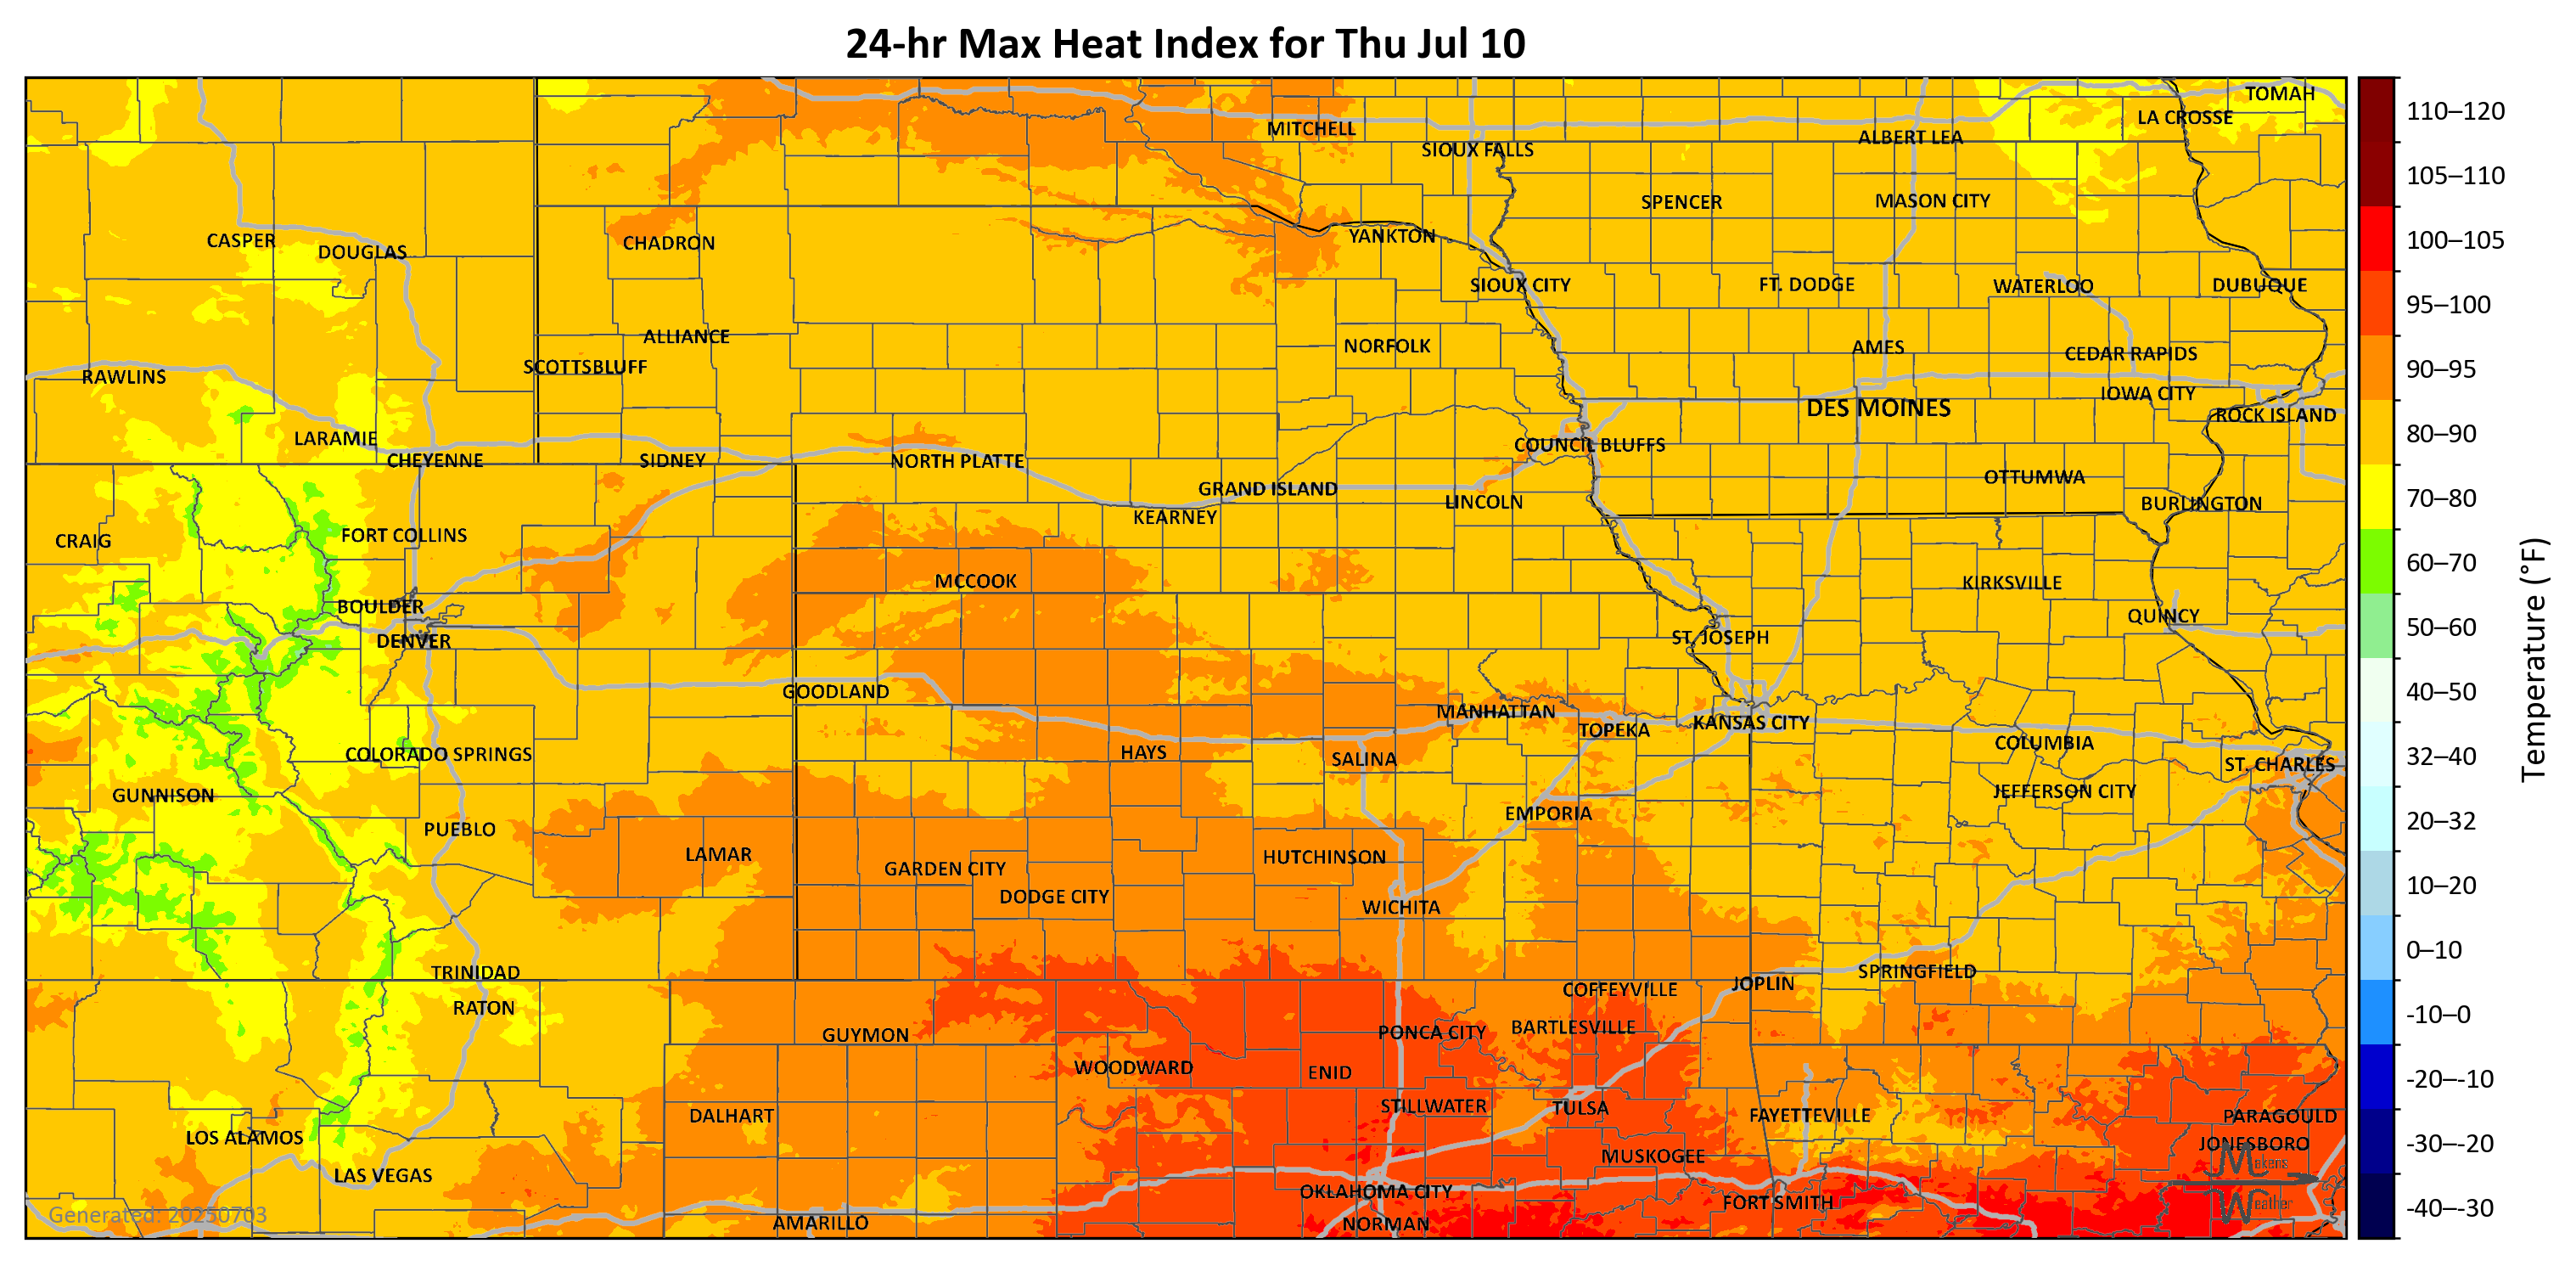 24-hr Max Heat Index for Thu Jul 10
TOMAH
LA CROSSE
MITCHELL
ALBERT LEA
SIOUX FALLS
SPENCER
MASON CITY
CASPER
DOUGLAS
CHADRON
YANKTON
SIOUX CITY
FT. DODGE
WATERLOO
DUBUQUE
ALLIANCE
NORFOLK
AMES
CEDAR RAPIDS
SCOTTSBLUFF
RAWLINS
IOWA CITY
DES MOINES
ROCK ISLAND
LARAMIE
COUNCIL BLUFFS
CHEYENNE
SIDNEY
NORTH PLATTE
OTTUMWA
GRAND ISLAND
LINCOLN
BURLINGTON
KEARNEY
FORT COLLINS
CRAIG
MCCOOK
KIRKSVILLE
BOULDER
QUINCY
DENVER
ST. JOSEPH
GOODLAND
MANHATTAN
TOPEKA
KANSAS CITY
COLUMBIA
COLORADO SPRINGS
HAYS
SALINA
ST. CHARLES
GUNNISON
JEFFERSON CITY
EMPORIA
PUEBLO
LAMAR
HUTCHINSON
GARDEN CITY
DODGE CITY
WICHITA
TRINIDAD
SPRINGFIELD
JOPLIN
COFFEYVILLE
RATON
GUYMON
PONCA CITY
BARTLESVILLE
WOODWARD
ENID
STILLWATER
TULSA
DALHART
FAYETTEVILLE
PARAGOULD
LOS ALAMOS
JONESBORO
MUSKOGEE
LAS VEGAS
OKLAHOMA CITY
FORT SMITH
NORMAN
AMARILLO
Generated: 20250703
Makens
Weather
110–120
105–110
100–105
95–100
90–95
80–90
70–80
60–70
50–60
40–50
32–40
20–32
10–20
0–10
-10–0
-20–-10
-30–-20
-40–-30
Temperature (°F)